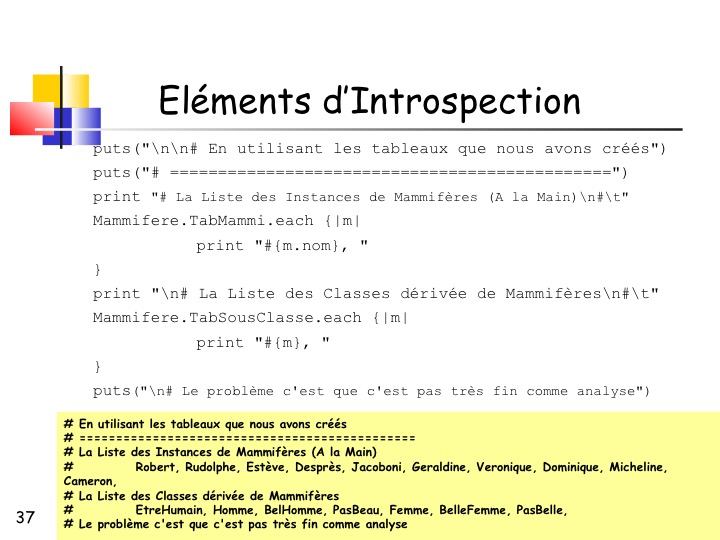 Eléments d’Introspection
puts("\n\n# En utilisant les tableaux que nous avons créés")
puts("# ==============================================")
print "# La Liste des Instances de Mammifères (A la Main)\n#\t"
Mammifere.TabMammi.each {|m|
print "#{m.nom}, "
}
print "\n# La Liste des Classes dérivée de Mammifères\n#\t"
Mammifere.TabSousClasse.each {|m|
print "#{m}, "
}
puts("\n# Le problème c'est que c'est pas très fin comme analyse")
# En utilisant les tableaux que nous avons créés
# ==============================================
# La Liste des Instances de Mammifères (A la Main)
# Robert, Rudolphe, Estève, Desprès, Jacoboni, Geraldine, Veronique, Dominique, Micheline,
Cameron,
# La Liste des Classes dérivée de Mammifères
# EtreHumain, Homme, BelHomme, PasBeau, Femme, BelleFemme, PasBelle,
# Le problème c'est que c'est pas très fin comme analyse
37